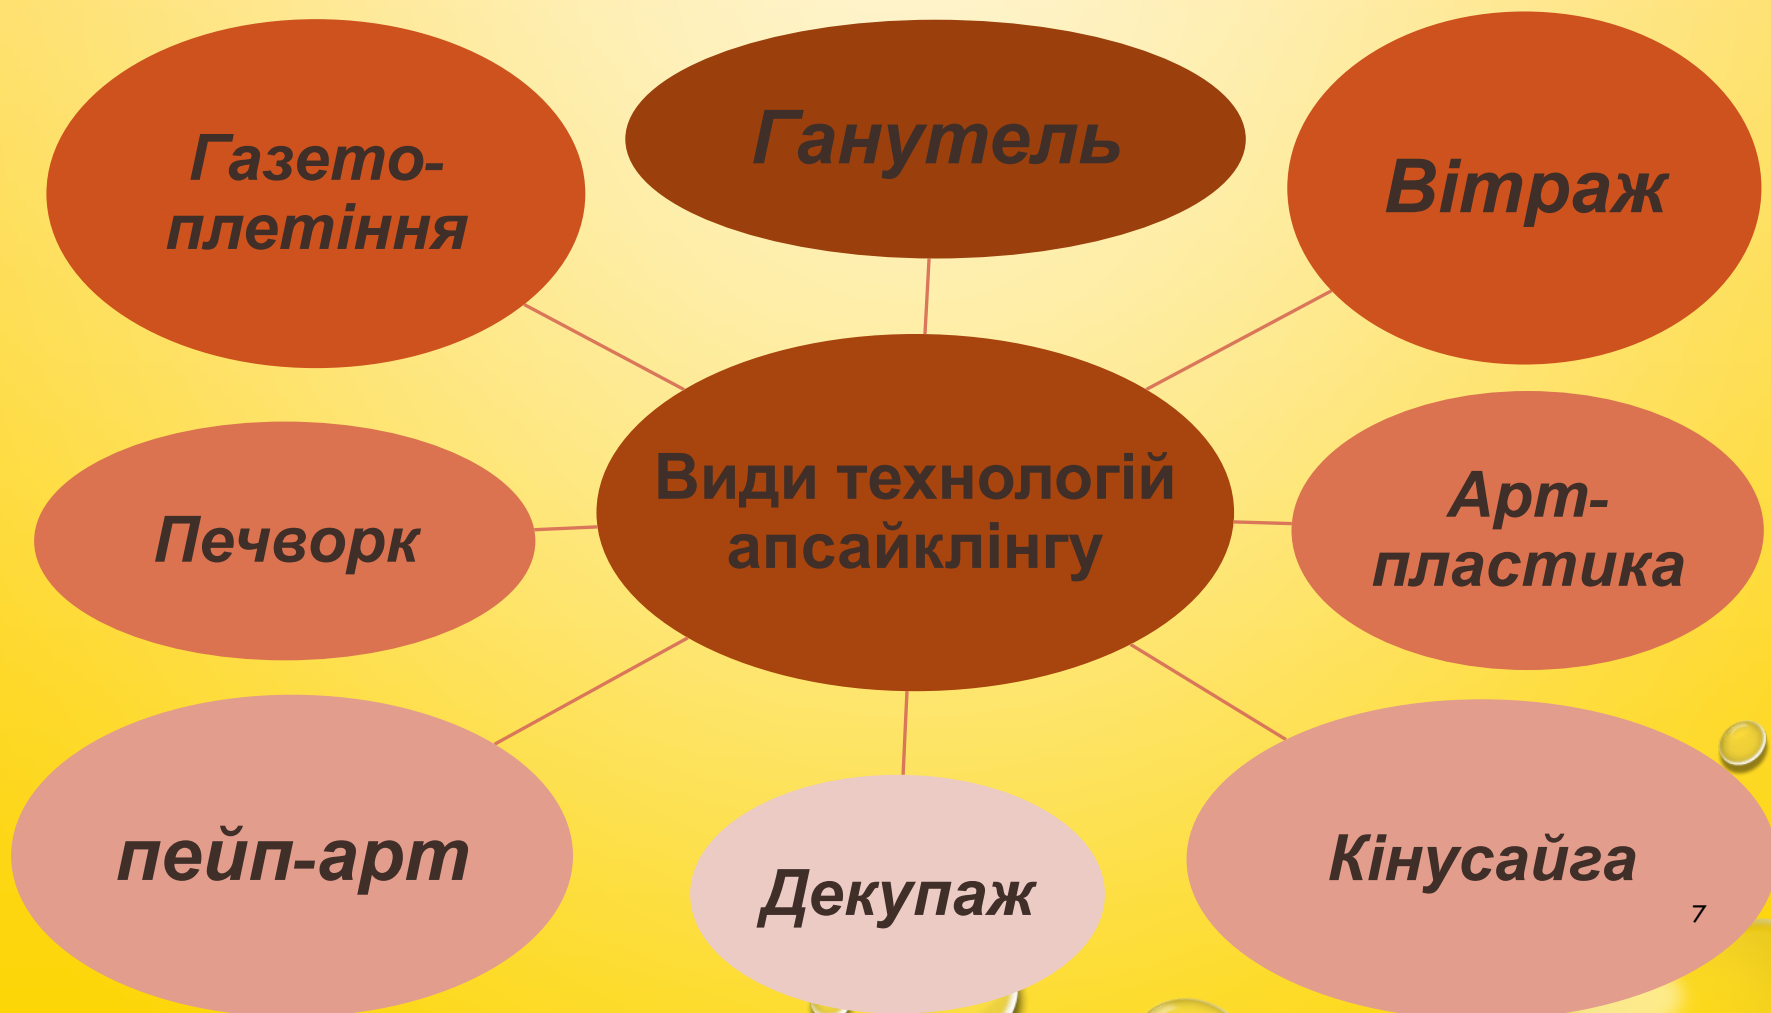 Газето-
плетіння
Ганутель
Вітраж
Види технологій
апсайклінгу
Печворк
Арт-
пластика
пейп-арт
Декупаж
Кінусайга
7